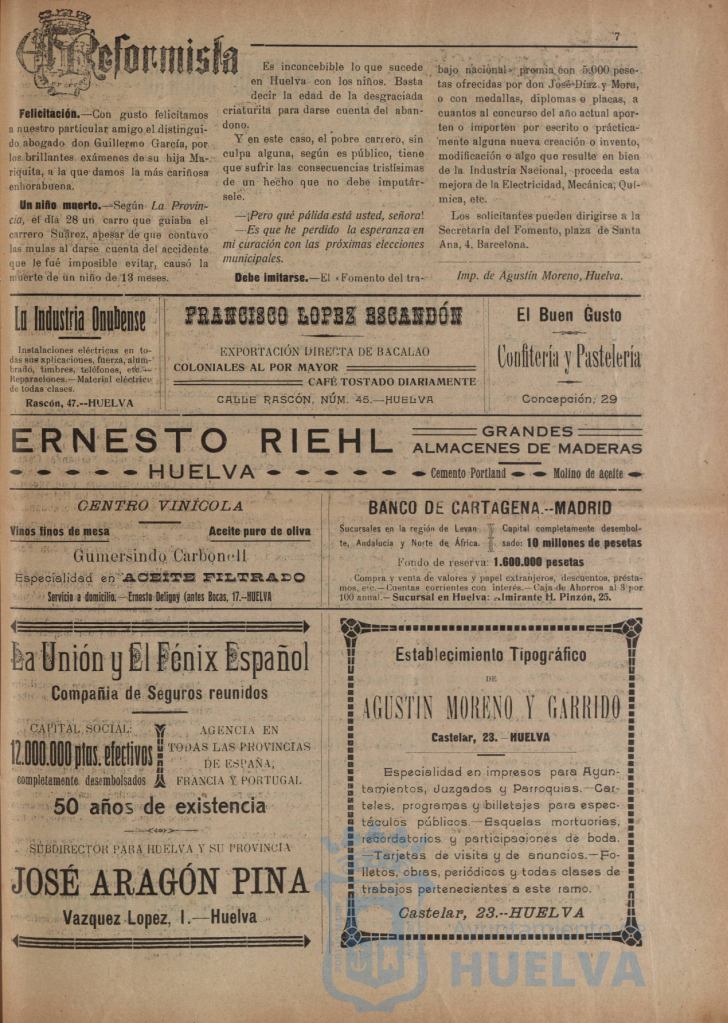 7
El Reformista
Felicitación.—Con gusto felicitamos
a nuestro particular amigo el distingui-
do abogado don Guillermo García, por
los brillantes exámenes de su hija Ma-
riquita, a la que damos la más cariñosa
enhorabuena.
Un niño muerto.—Según La Provin-
cia, el día 28 un carro que guiaba el
carrero Suárez, apesar de que contuvo
las mulas al darse cuenta del accidente
que le fué imposible evitar, causó la
muerte de un niño de 13 meses.
Es inconcebible lo que sucede
en Huelva con los niños. Basta
decir la edad de la desgraciada
criaturita para darse cuenta del aban-
dono.
Y en este caso, el pobre carrero, sin
culpa alguna, según es público, tiene
que sufrir las consecuencias tristísimas
de un hecho que no debe imputár-
sele.
—¡Pero qué pálida está usted, señora!
—Es que he perdido la esperanza en
mi curación con las próximas elecciones
municipales.
Debe imitarse.—El «Fomento del tra-
bajo nacional» premia con 5.000 pese-
tas ofrecidas por don José Díaz y Mora,
o con medallas, diplomas o placas, a
cuantos al concurso del año actual apor-
ten o importen por escrito o práctica-
mente alguna nueva creación o invento,
modificación o algo que resulte en bien
de la Industria Nacional, proceda esta
mejora de la Electricidad, Mecánica, Quí-
mica, etc.
Los solicitantes pueden dirigirse a la
Secretaría del Fomento, plaza de Santa
Ana, 4. Barcelona.
Imp. de Agustín Moreno, Huelva.
La Industria Onubense
Instalaciones eléctricas en to-
das sus aplicaciones, fuerza, alum-
brado, timbres, teléfonos, etc.—
Reparaciones.—Material eléctrico
de todas clases.
Rascón, 47.--HUELVA
FRANCISCO LOPEZ ESCANDÓN
EXPORTACIÓN DIRECTA DE BACALAO
COLONIALES AL POR MAYOR
CAFÉ TOSTADO DIARIAMENTE
CALLE RASCÓN, NÚM. 45.—HUELVA
El Buen Gusto
Confitería y Pastelería
Concepción, 29
ERNESTO RIEHL
HUELVA
GRANDES
ALMACENES DE MADERAS
Cemento Portland
Molino de aceite
CENTRO VINÍCOLA
Vinos finos de mesa
Aceite puro de oliva
Gumersindo Carbonell
Especialidad en ACEITE FILTRADO
Servicio a domicilio.—Ernesto Deligny (antes Bocas, 17.—HUELVA
BANCO DE CARTAGENA.--MADRID
Sucursales en la región de Levan
te, Andalucía y Norte de África.
Capital completamente desembol-
sado: 10 millones de pesetas
Fondo de reserva: 1.600.000 pesetas
Compra y venta de valores y papel extranjeros, descuentos, présta-
mos, etc.—Cuentas corrientes con interés.—Caja de Ahorros al 3 por
100 anual.—Sucursal en Huelva: Almirante H. Pinzón, 25.
La Unión y El Fénix Español
Compañia de Seguros reunidos
CAPITAL SOCIAL:
12.000.000 ptas. efectivos
completamente desembolsados
AGENCIA EN
TODAS LAS PROVINCIAS
DE ESPAÑA,
FRANCIA Y PORTUGAL
50 años de existencia
SUBDIRECTOR PARA HUELVA Y SU PROVINCIA
JOSÉ ARAGÓN PINA
Vazquez Lopez, 1.—Huelva
Establecimiento Tipográfico
DE
AGUSTIN MORENO Y GARRIDO
Castelar, 23.—HUELVA
Especialidad en impresos para Ayun-
tamientos, Juzgados y Parroquias.—Car-
teles, programas y billetajes para espec-
táculos públicos.—Esquelas mortuorias,
recordatorios y participaciones de boda.
—Tarjetas de visita y de anuncios.—Fo-
lletos, obras, periódicos y todas clases de
trabajos pertenecientes a este ramo.
Castelar, 23.--HUELVA
Ayuntamiento de
HUELVA